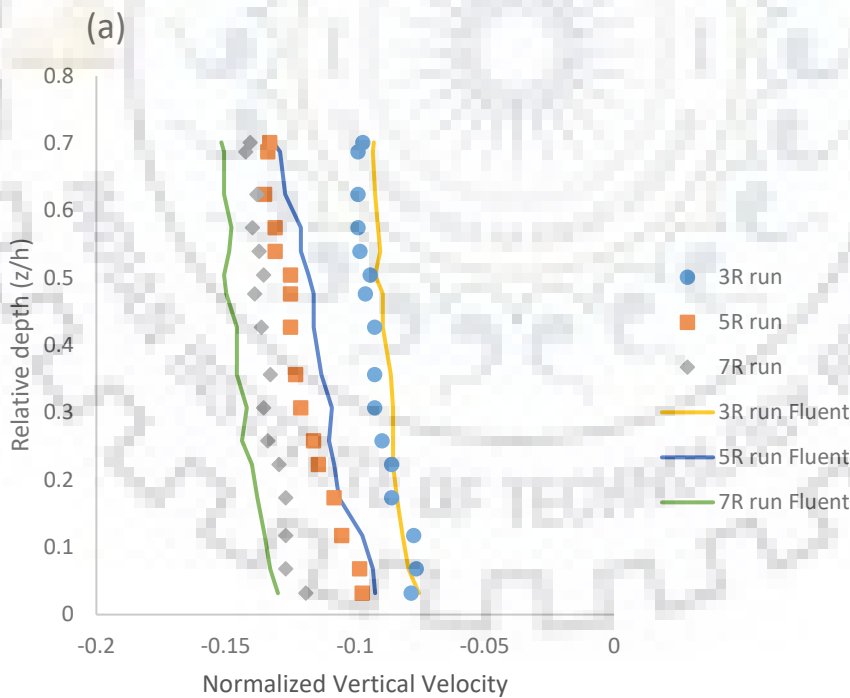 (a)
0.8
0.7
0.6
0.5
0.4
0.3
0.2
0.1
0
-0.2
-0.15
-0.1
-0.05
0
Relative depth (z/h)
Normalized Vertical Velocity
3R run
5R run
7R run
3R run Fluent
5R run Fluent
7R run Fluent
OF TECHN